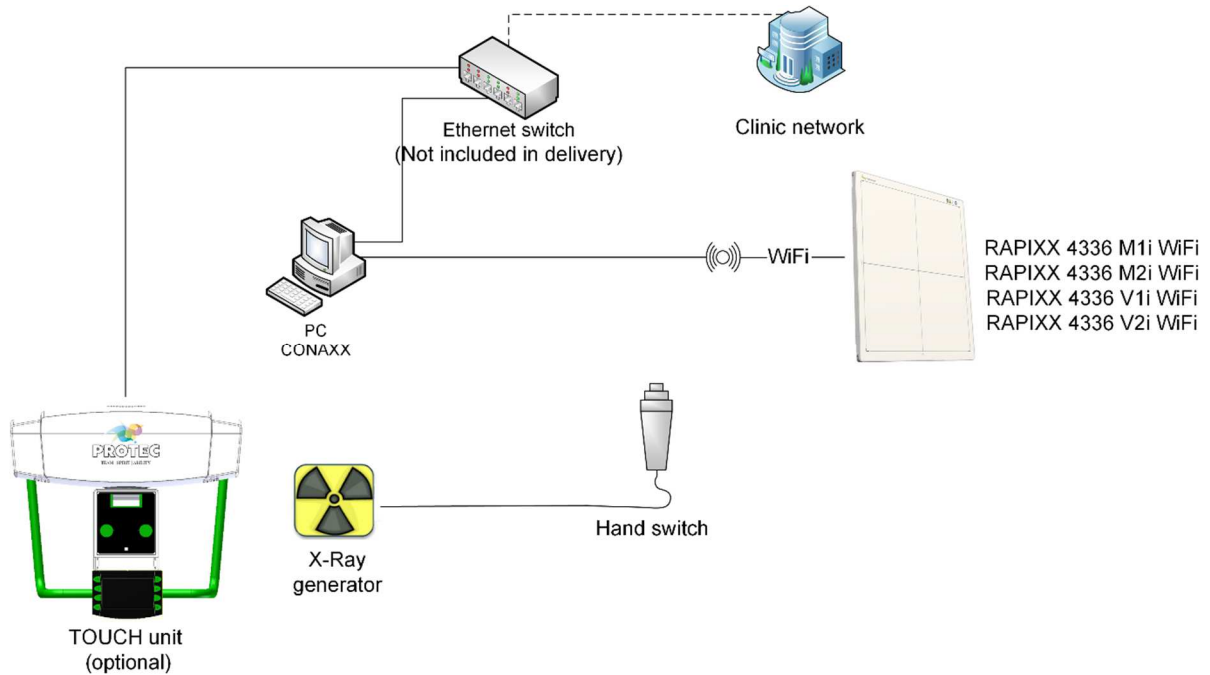 Ethernet switch
(Not included in delivery)
Clinic network
WiFi
RAPIXX 4336 M1i WiFi
RAPIXX 4336 M2i WiFi
RAPIXX 4336 V1i WiFi
RAPIXX 4336 V2i WiFi
PC
CONAXX
PROTEC
Hand switch
X-Ray
generator
TOUCH unit
(optional)